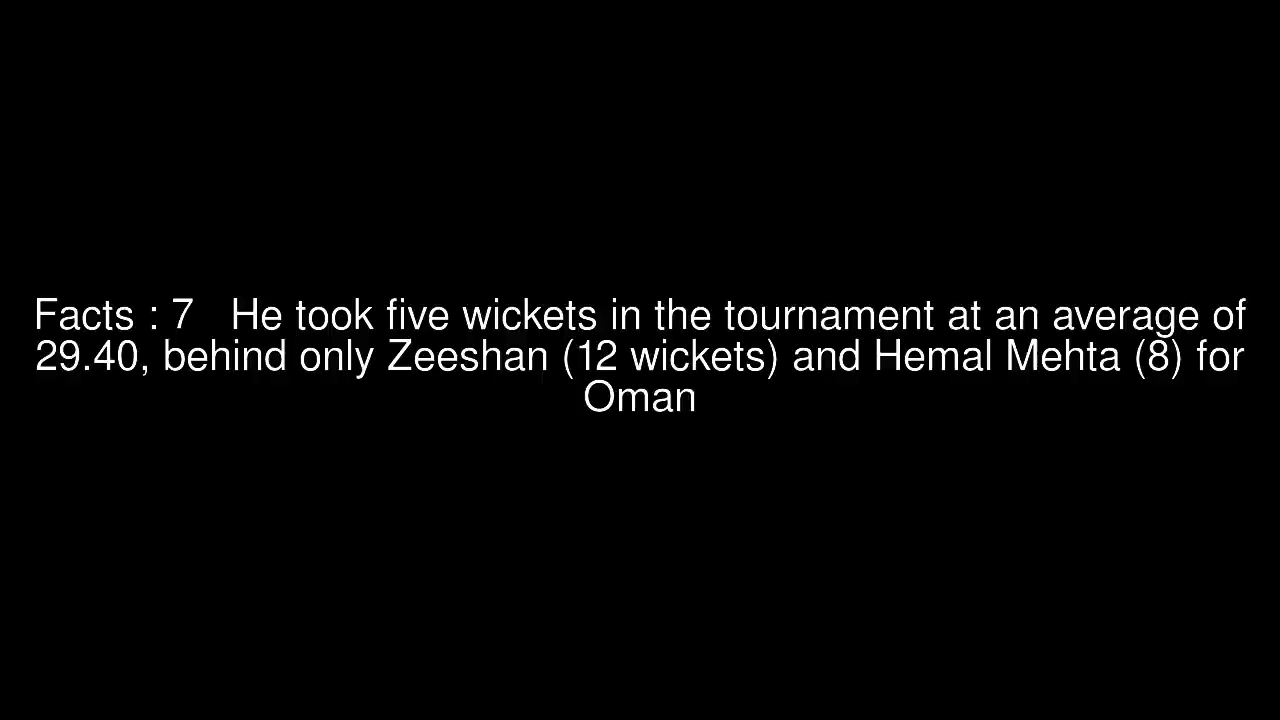 Facts : 7   He took five wickets in the tournament at an average of
29.40, behind only Zeeshan (12 wickets) and Hemal Mehta (8) for
Oman